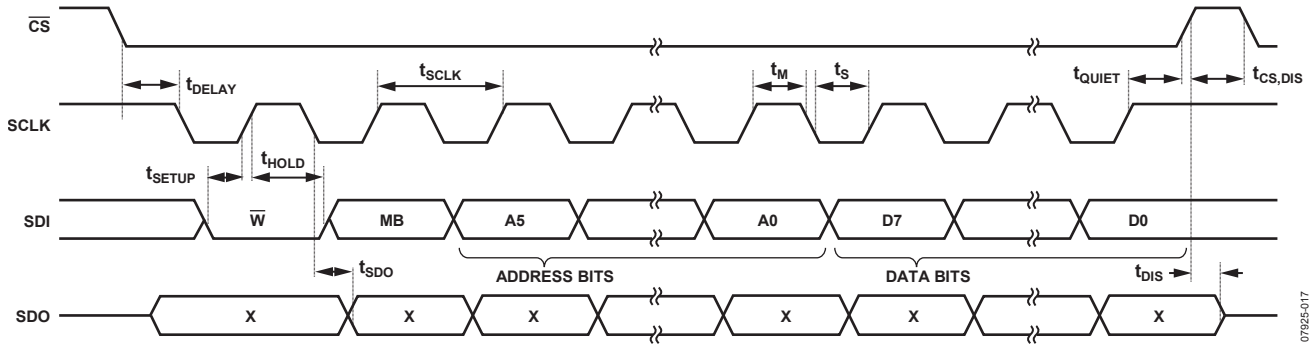 CS
tDELAY
tSCLK
tM
tS
tQUIET
tCS,DIS
SCLK
tSETUP
tHOLD
SDI
W
MB
A5
A0
D7
D0
tSDO
ADDRESS BITS
DATA BITS
tDIS
SDO
X
X
X
X
X
X
07925-017